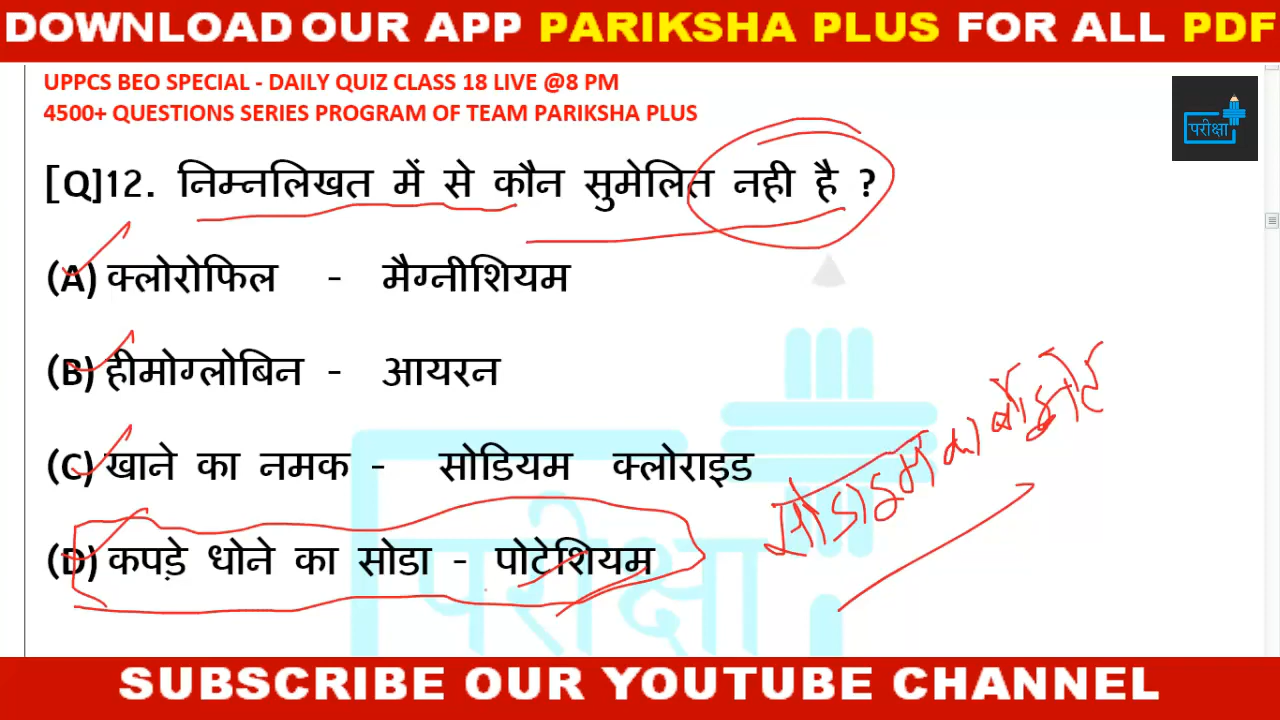 DOWNLOAD OUR APP PARIKSHA PLUS FOR ALL PDF
UPPCS BEO SPECIAL - DAILY QUIZ CLASS 18 LIVE @8 PM
4500+ QUESTIONS SERIES PROGRAM OF TEAM PARIKSHA PLUS
परीक्षा
[Q]12. निम्नलिखत में से कौन सुमेलित नही है ?
(A) क्लोरोफिल - मैग्नीशियम
(B) हीमोग्लोबिन - आयरन
(C) खाने का नमक - सोडियम क्लोराइड
(D) कपड़े धोने का सोडा - पोटेशियम
परीक्षा
SUBSCRIBE OUR YOUTUBE CHANNEL